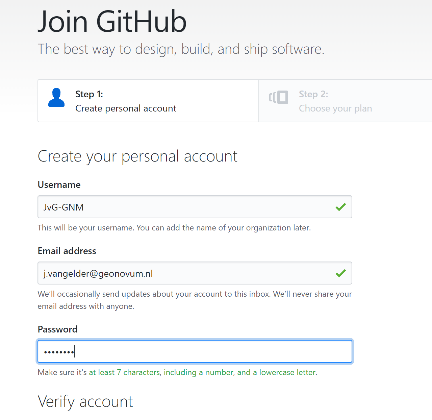 Join GitHub
The best way to design, build, and ship software.
Step 1:
Create personal account
Step 2:
Choose your plan
Create your personal account
Username
JvG-GNM
This will be your username. You can add the name of your organization later.
Email address
j.vangelder@geonovum.nl
We'll occasionally send updates about your account to this inbox. We'll never share your
email address with anyone.
Password
••••••••
Make sure it's at least 7 characters, including a number, and a lowercase letter.
Verify account